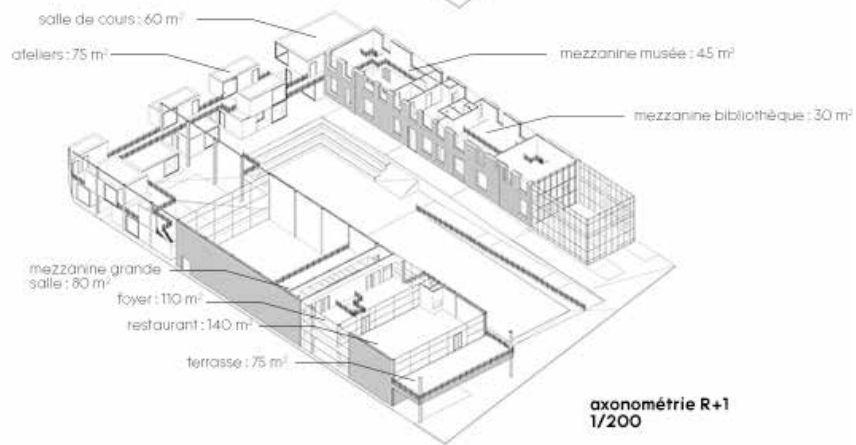 salle de cours : 60 m²
ateliers : 75 m²
mezzanine musée : 45 m²
mezzanine bibliothèque : 30 m²
mezzanine grande
salle : 80 m²
foyer : 110 m²
restaurant : 140 m²
terrasse : 75 m²
axonométrie R+1
1/200